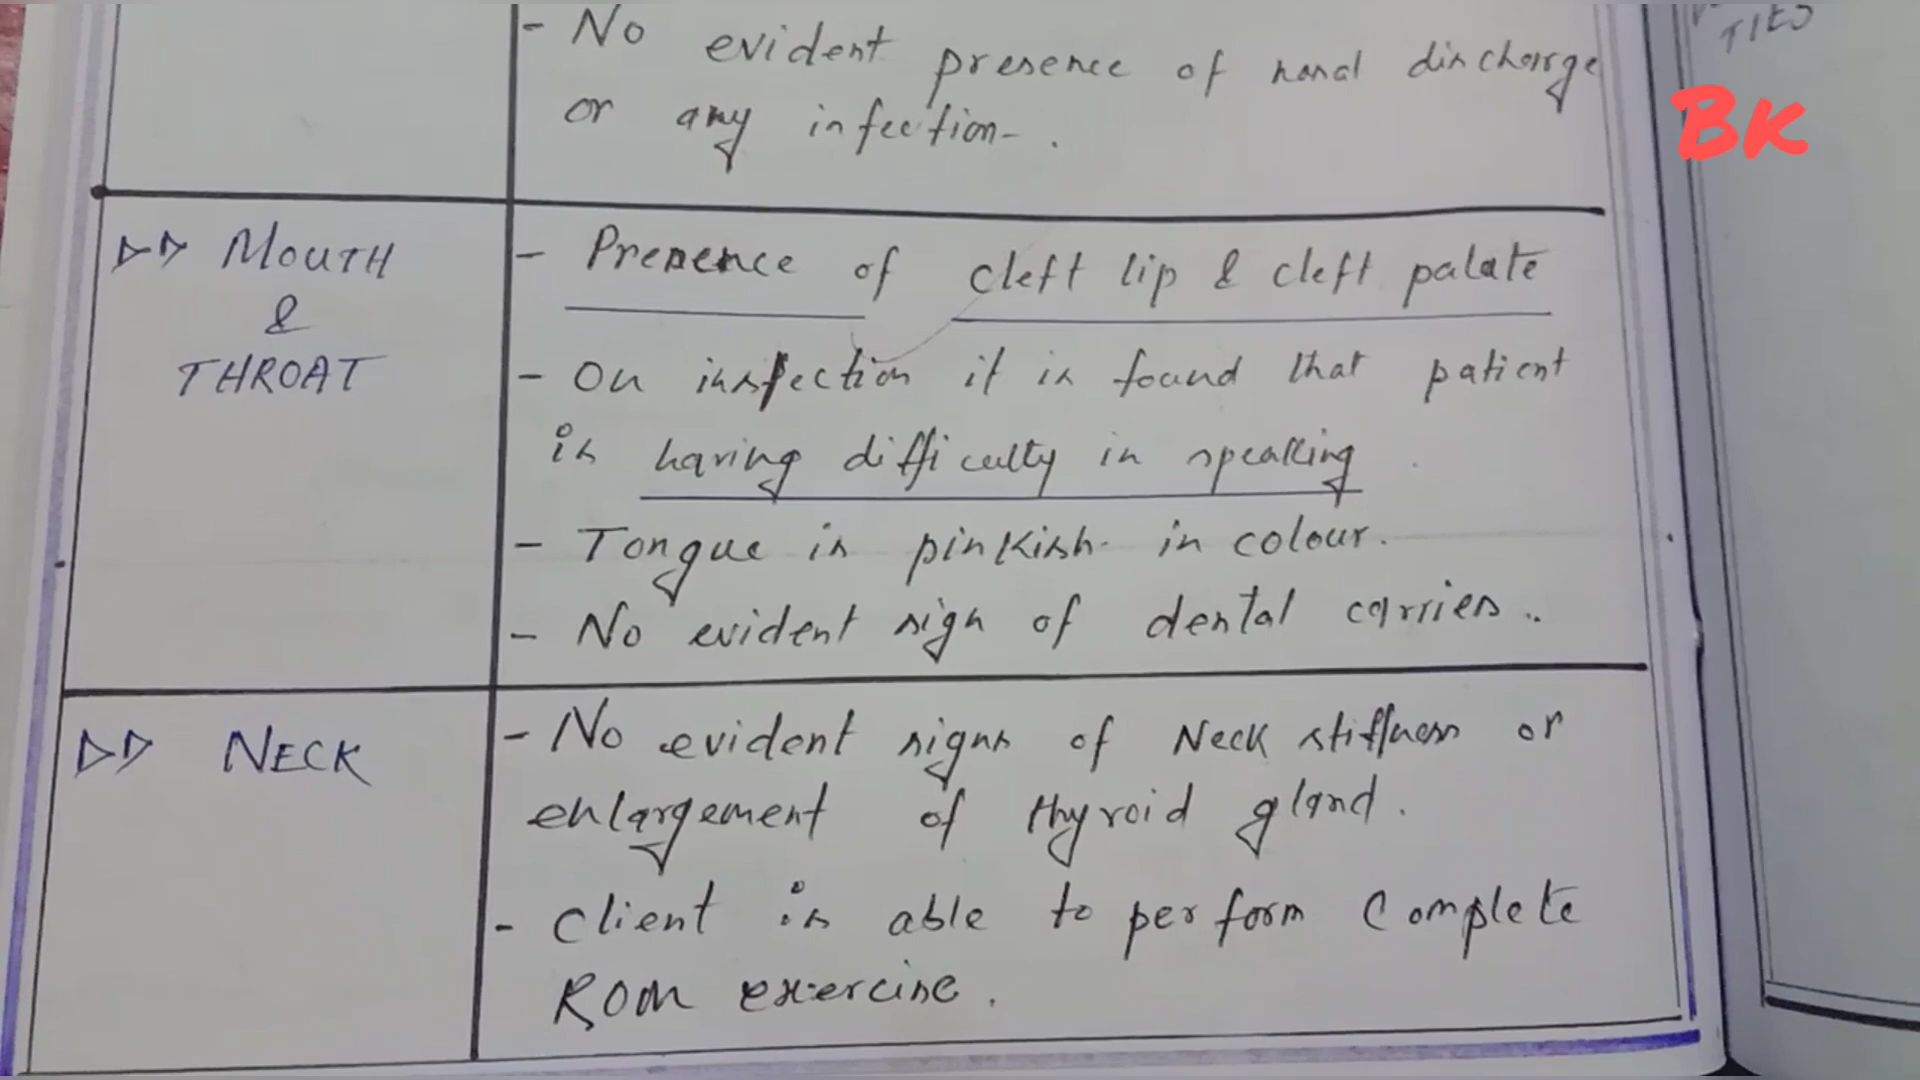 - No evident presence of nasal discharge
or any infection-.
TIES
BK
▷▷ MOUTH
&
THROAT
- Presence of cleft lip & cleft palate
- On inspection it is found that patient
is having difficulty in speaking.
- Tongue is pinkish in colour.
- No evident sign of dental carries..
▷▷ NECK
- No evident signs of Neck stiffness or
enlargement of thyroid gland.
- Client is able to perform Complete
ROM exercise.